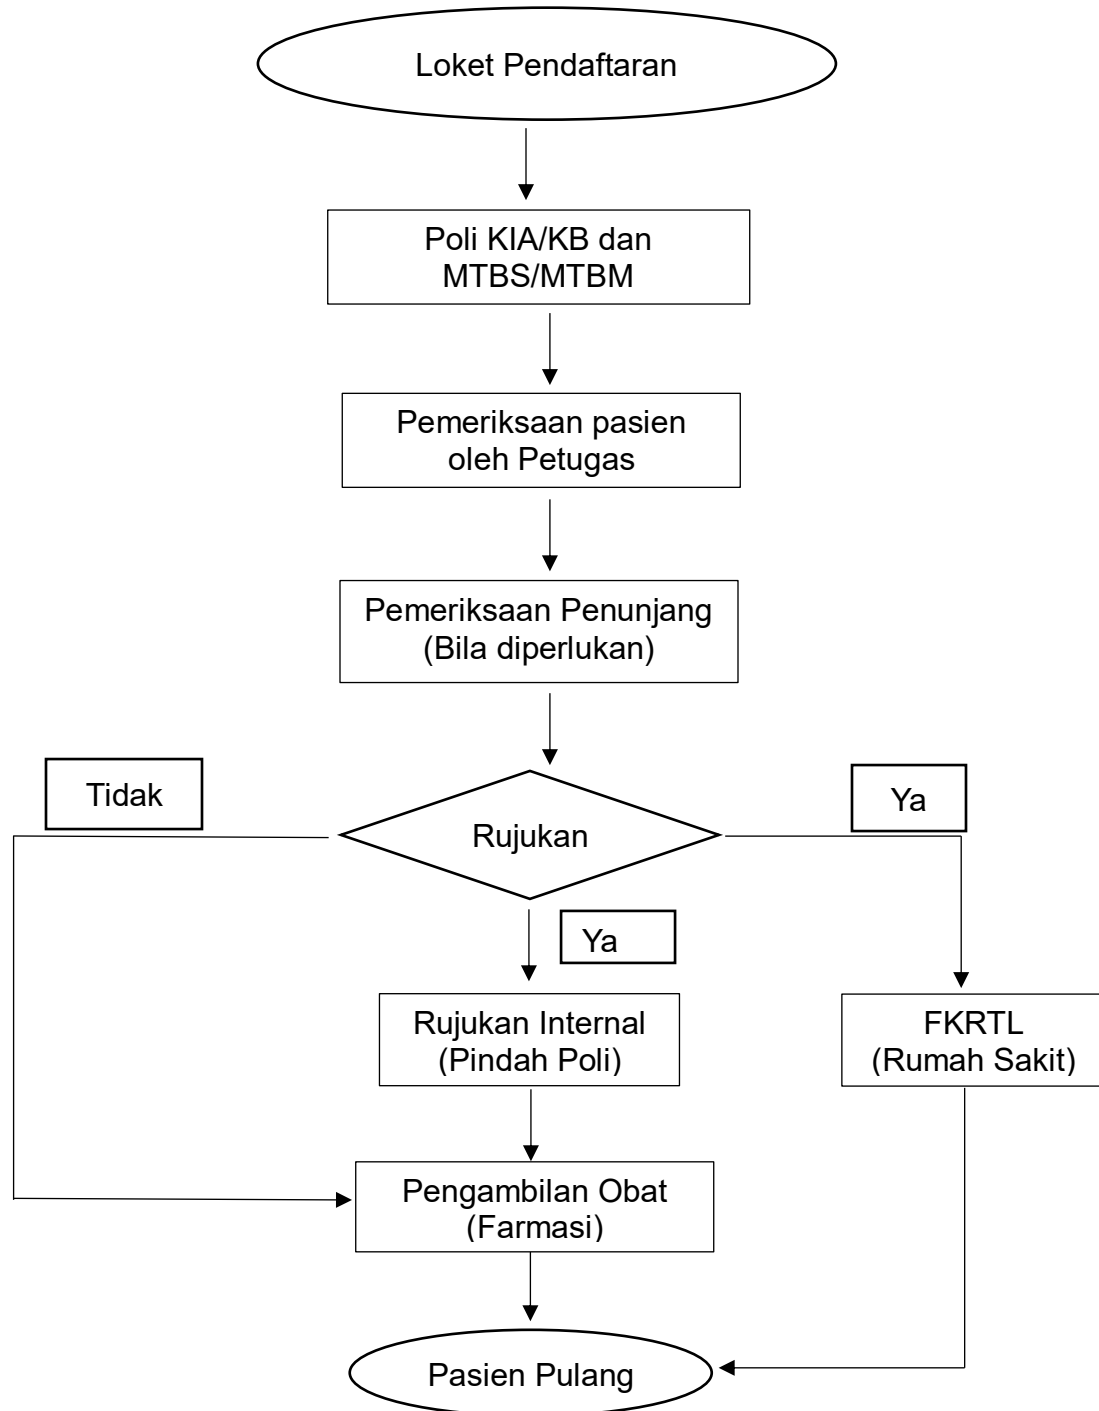 Loket Pendaftaran
Poli KIA/KB dan
MTBS/MTBM
Pemeriksaan pasien
oleh Petugas
Pemeriksaan Penunjang
(Bila diperlukan)
Tidak
Ya
Rujukan
Ya
Rujukan Internal
(Pindah Poli)
FKRTL
(Rumah Sakit)
Pengambilan Obat
(Farmasi)
Pasien Pulang